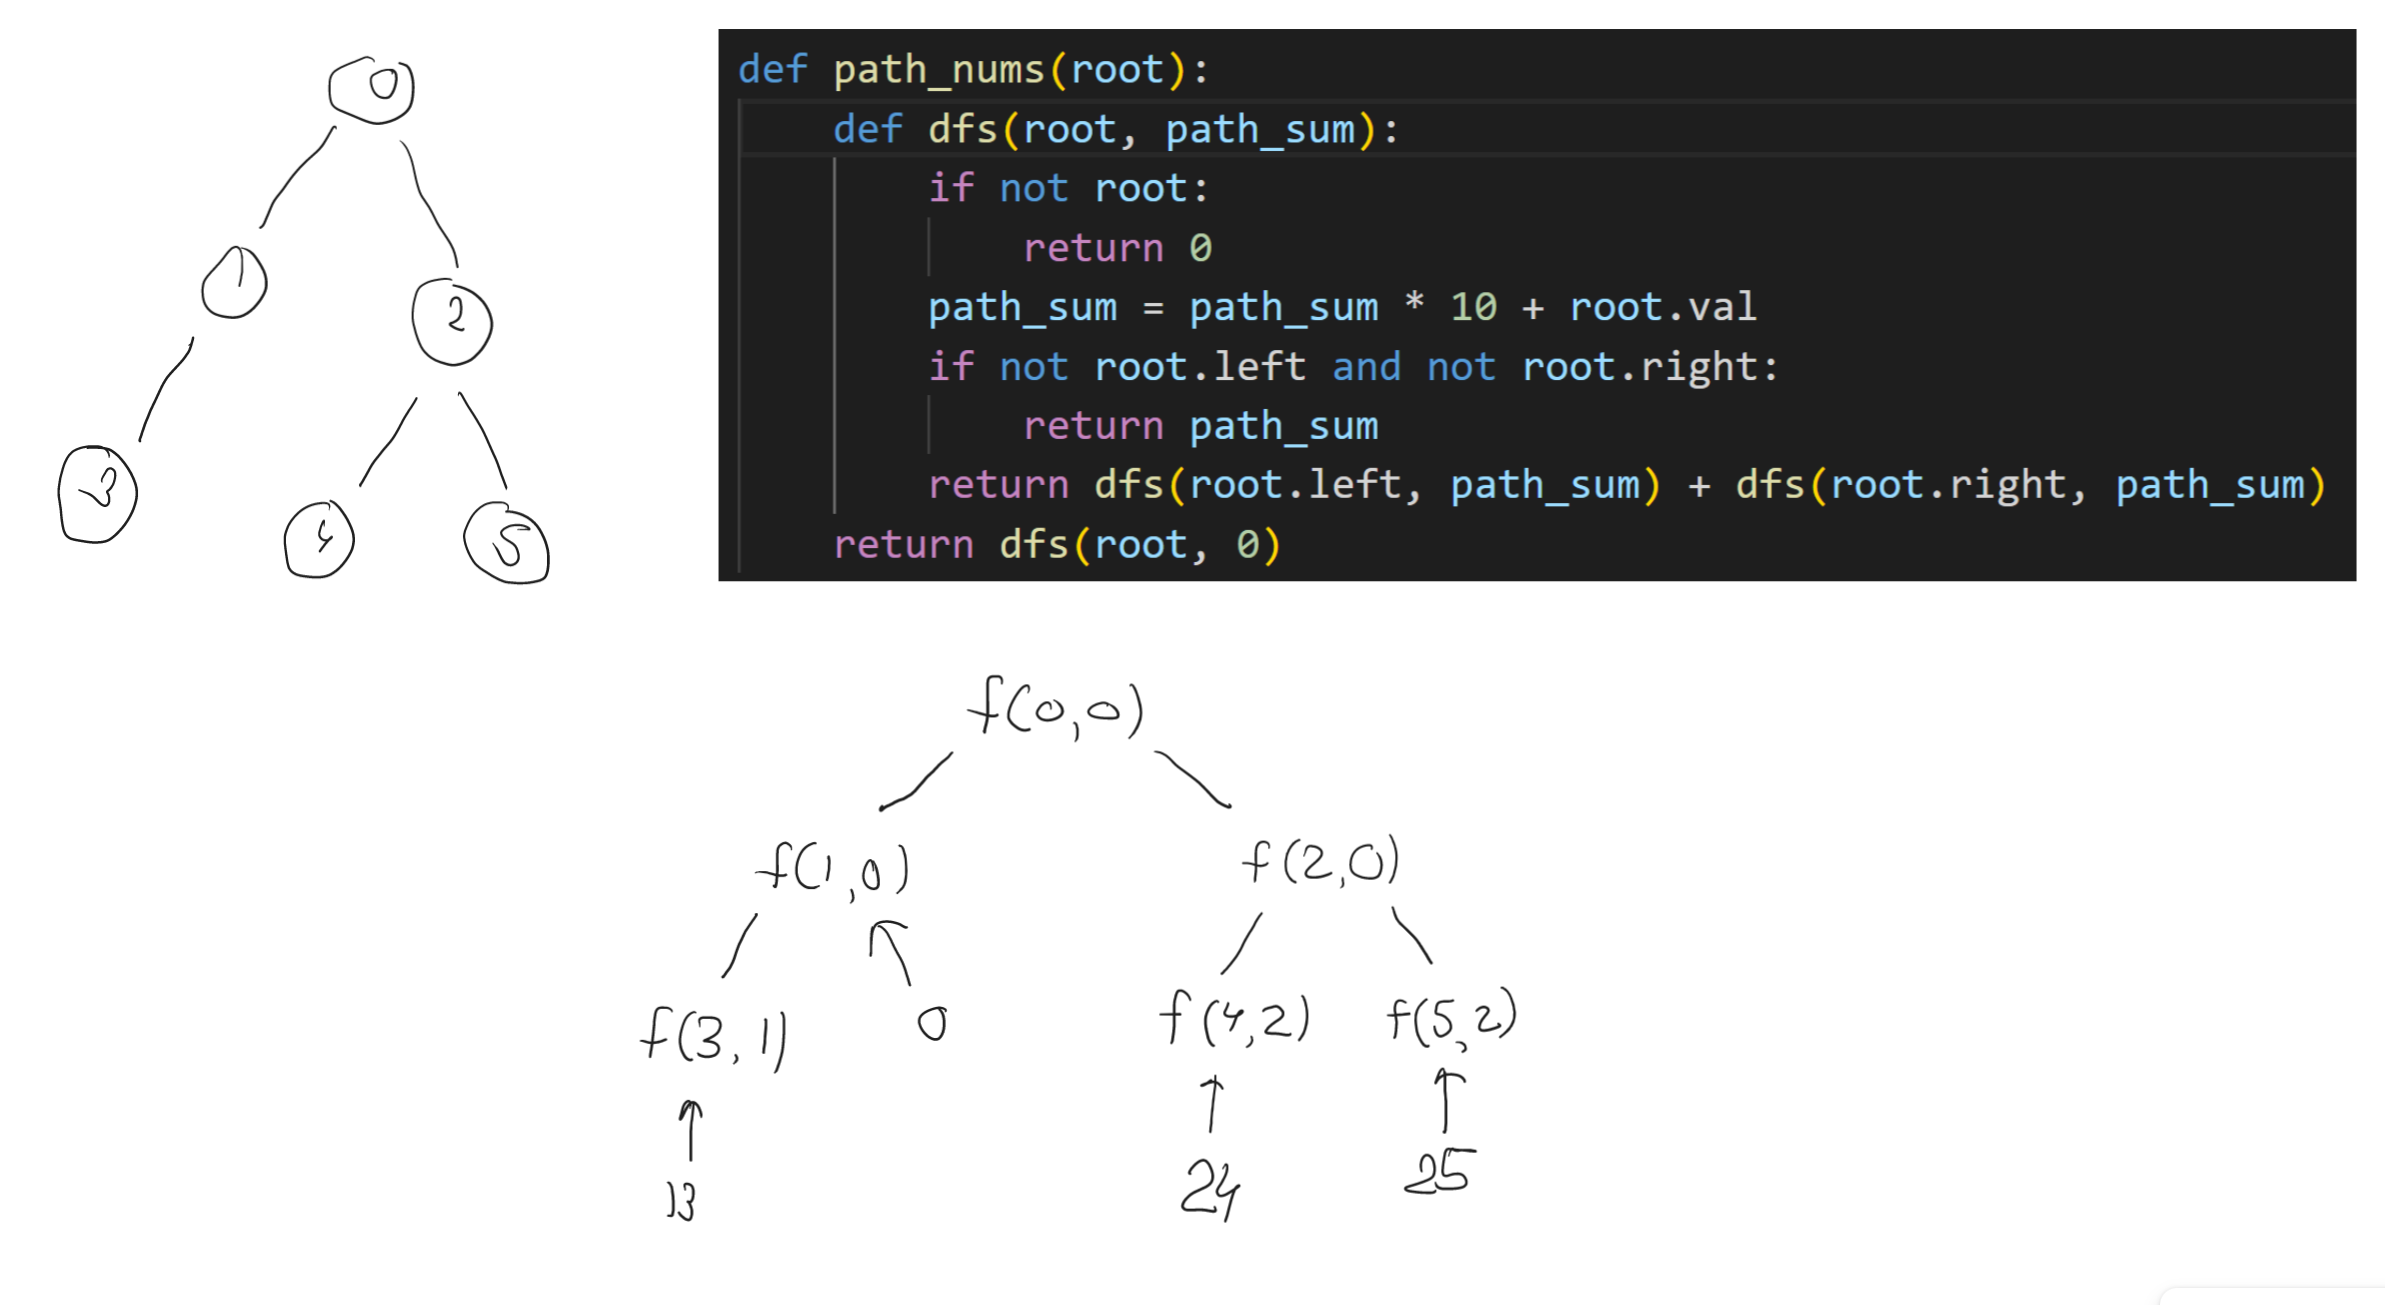 0
1
2
3
4
5
def path_nums(root):
    def dfs(root, path_sum):
        if not root:
            return 0
        path_sum = path_sum * 10 + root.val
        if not root.left and not root.right:
            return path_sum
        return dfs(root.left, path_sum) + dfs(root.right, path_sum)
    return dfs(root, 0)
f(0,0)
f(1,0)
f(2,0)
f(3,1)
0
f(4,2)
f(5,2)
13
24
25